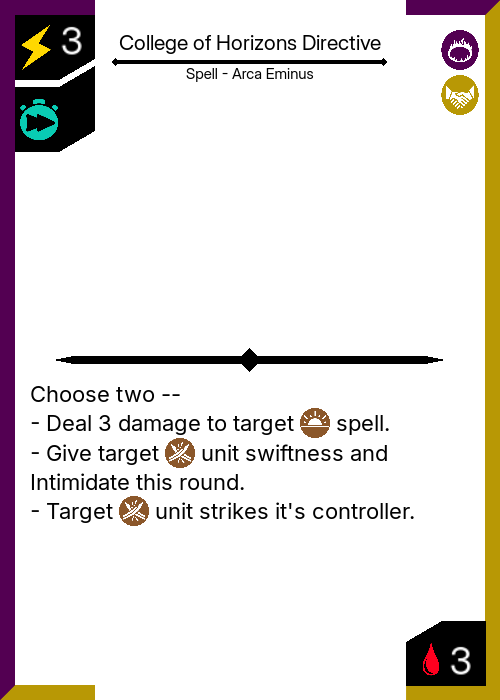 3
College of Horizons Directive
Spell - Arca Eminus
Choose two --
- Deal 3 damage to target spell.
- Give target unit swiftness and
Intimidate this round.
- Target unit strikes it's controller.
3